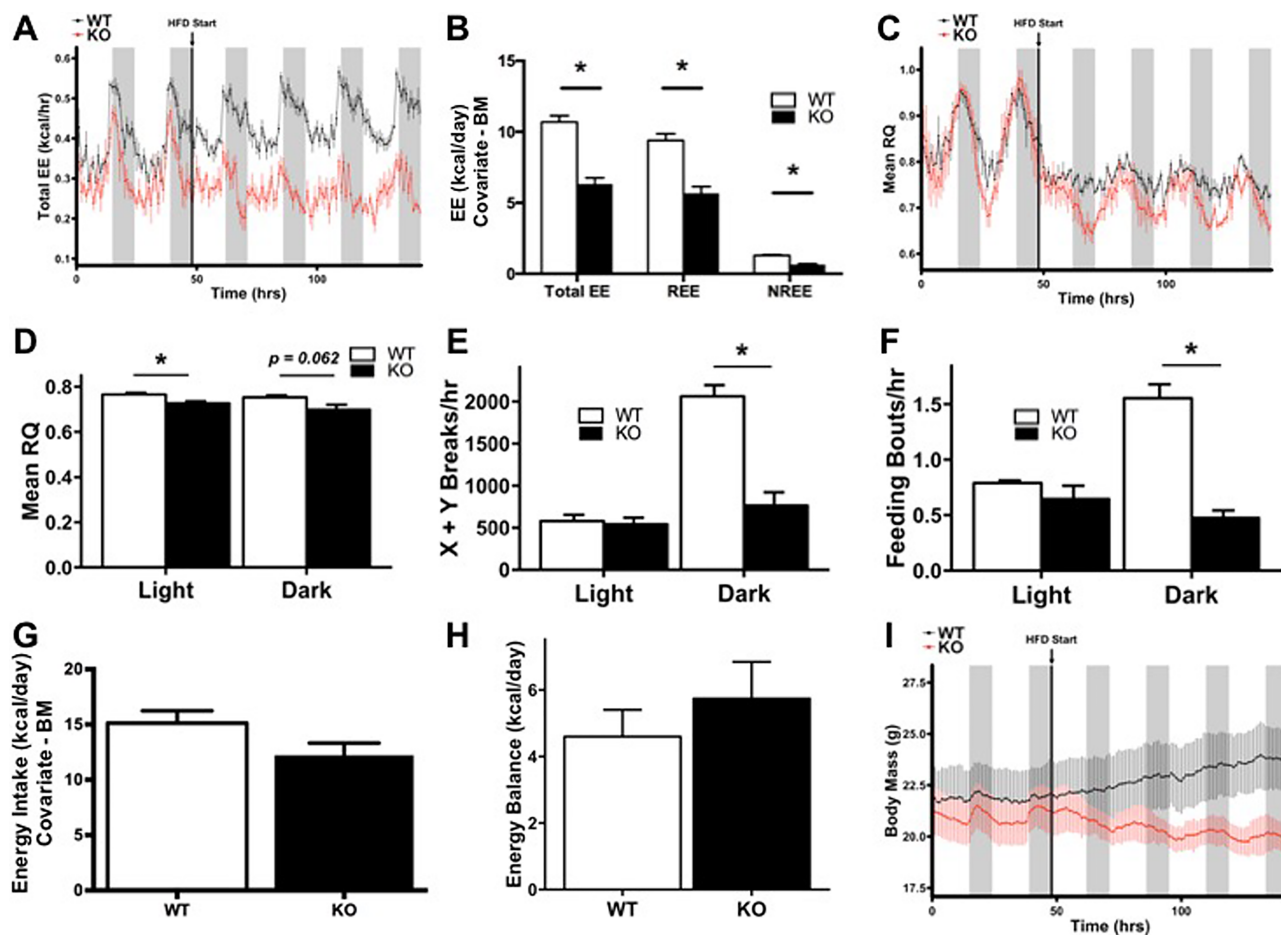 A
WT
KO
HFD Start
Total EE (kcal/hr)
0.6
0.5
0.4
0.3
0.2
0.1
0
50
100
Time (hrs)
B
*
*
*
WT
KO
EE (kcal/day)
Covariate - BM
15
10
5
0
Total EE
REE
NREE
C
WT
KO
HFD Start
Mean RQ
1.0
0.9
0.8
0.7
0.6
0
50
100
Time (hrs)
D
*
p = 0.062
WT
KO
Mean RQ
0.8
0.6
0.4
0.2
0.0
Light
Dark
E
*
WT
KO
X + Y Breaks/hr
2000
1500
1000
500
0
Light
Dark
F
*
WT
KO
Feeding Bouts/hr
1.5
1.0
0.5
0.0
Light
Dark
G
Energy Intake (kcal/day)
Covariate - BM
20
15
10
5
0
WT
KO
H
Energy Balance (kcal/day)
6
4
2
0
WT
KO
I
WT
KO
HFD Start
Body Mass (g)
27.5
25.0
22.5
20.0
17.5
0
50
100
Time (hrs)